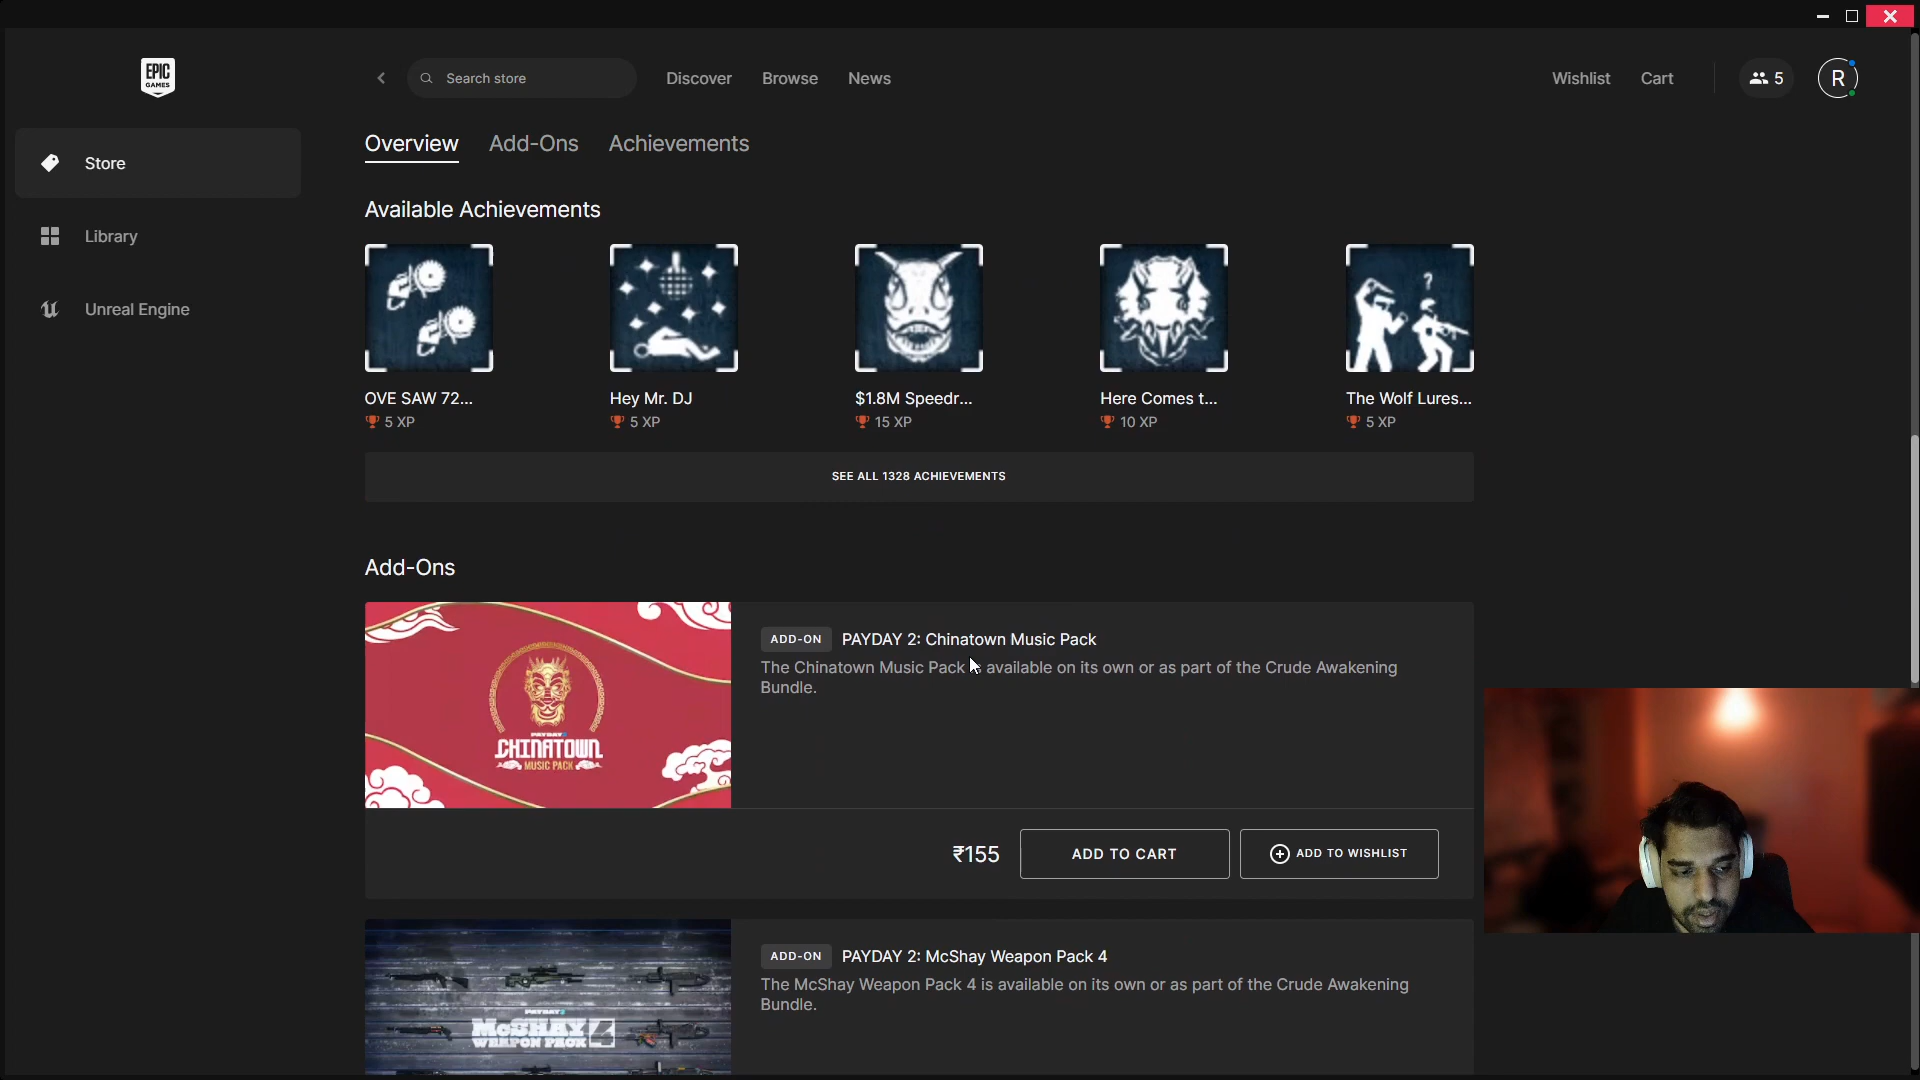 EPIC
GAMES
Search store
Discover
Browse
News
Wishlist
Cart
5
R
Store
Library
Unreal Engine
Overview
Add-Ons
Achievements
Available Achievements
OVE SAW 72...
5 XP
Hey Mr. DJ
5 XP
$1.8M Speedr...
15 XP
Here Comes t...
10 XP
The Wolf Lures...
5 XP
SEE ALL 1328 ACHIEVEMENTS
Add-Ons
PAYDAY 2
CHINATOWN
MUSIC PACK
ADD-ON PAYDAY 2: Chinatown Music Pack
The Chinatown Music Pack is available on its own or as part of the Crude Awakening
Bundle.
₹155
ADD TO CART
ADD TO WISHLIST
PAYDAY 2
McSHAY 4
WEAPON PACK
ADD-ON PAYDAY 2: McShay Weapon Pack 4
The McShay Weapon Pack 4 is available on its own or as part of the Crude Awakening
Bundle.